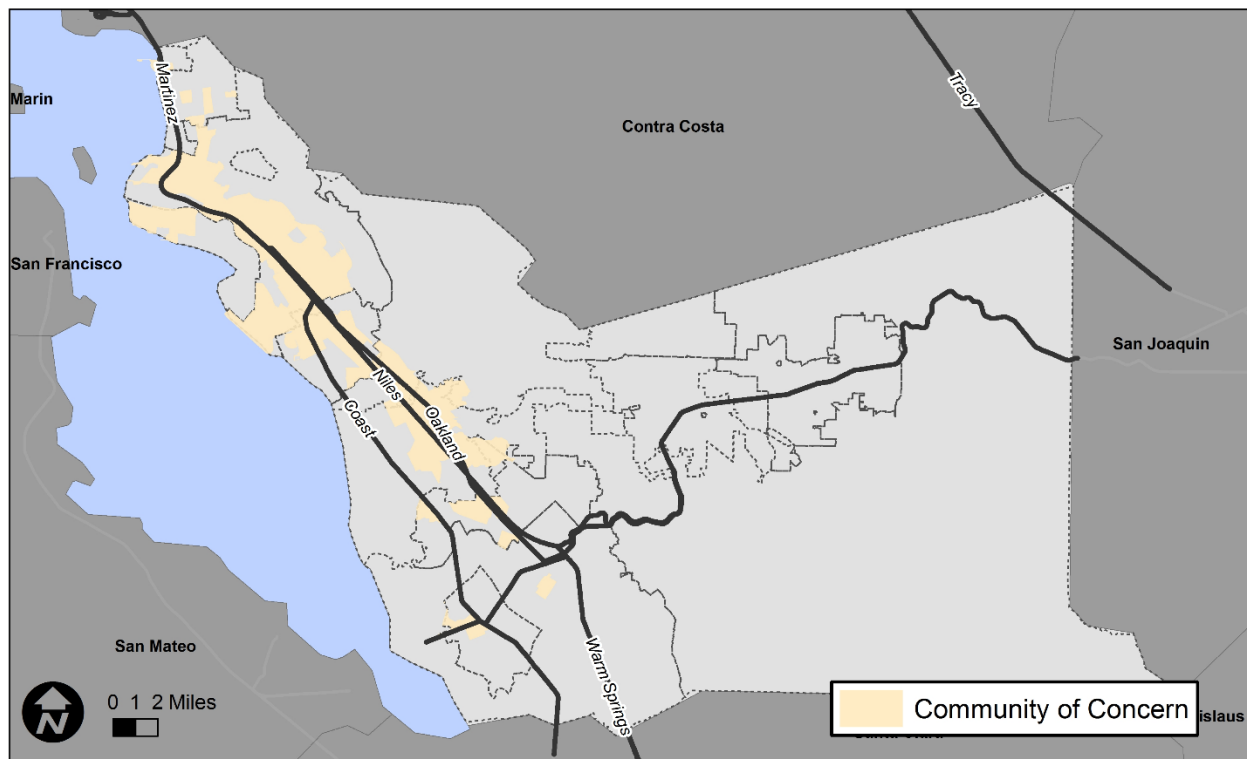 Martinez
Tracy
Marin
Contra Costa
San Francisco
San Joaquin
Niles
Oakland
Coast
San Mateo
Warm Springs
N
0 1 2 Miles
Community of Concern
islaus